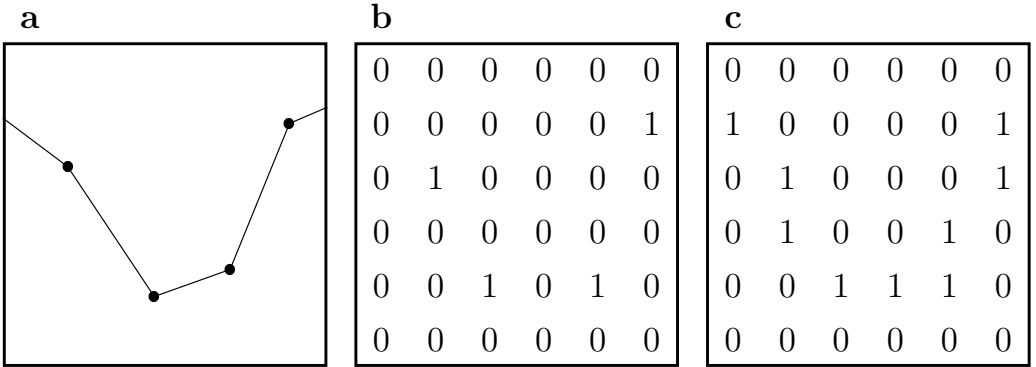 a b c
0 0 0 0 0 0 0 0 0 0 0 0
0 0 0 0 0 1 1 0 0 0 0 1
0 1 0 0 0 0 0 1 0 0 0 1
0 0 0 0 0 0 0 1 0 0 1 0
0 0 1 0 1 0 0 0 1 1 1 0
0 0 0 0 0 0 0 0 0 0 0 0